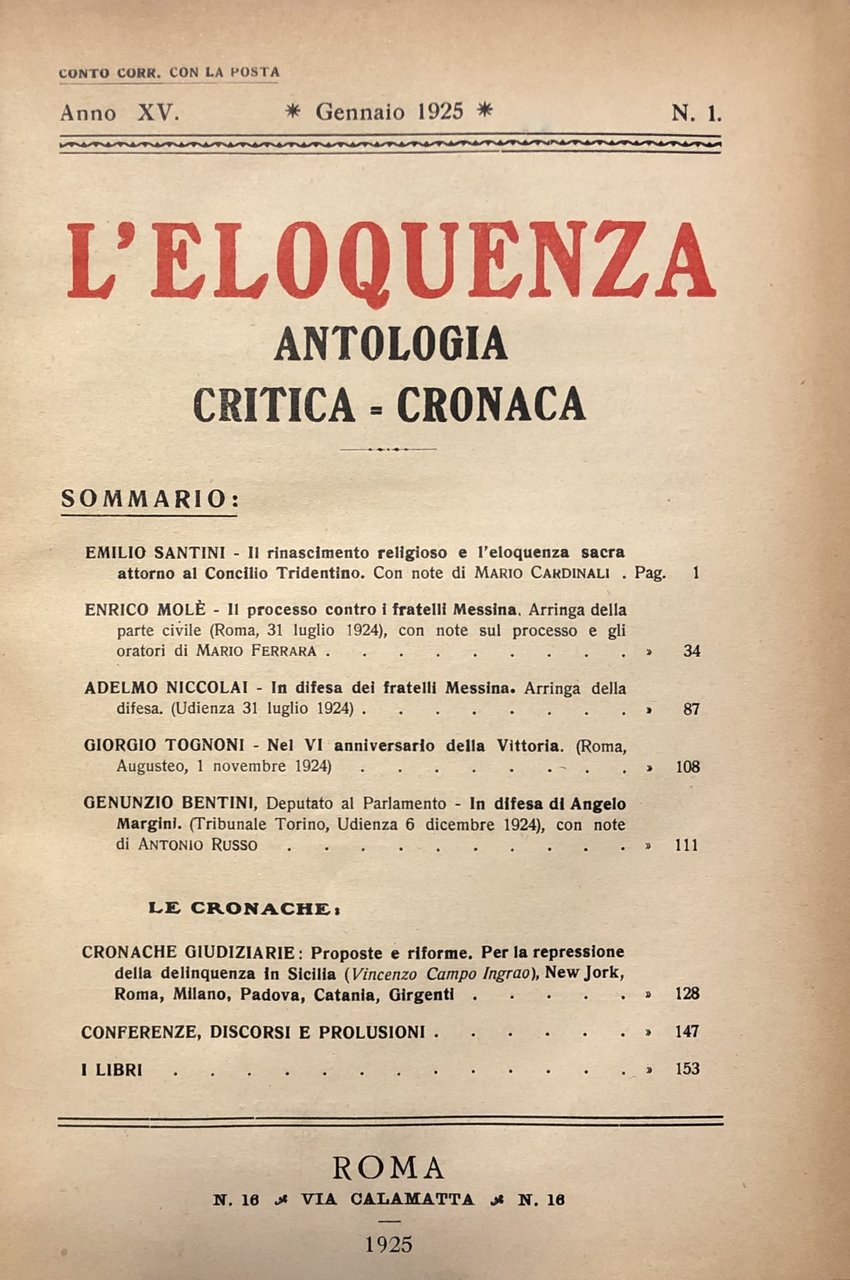 CONTO CORR. CON LA POSTA
Anno XV. * Gennaio 1925 * N. 1.
L'ELOQUENZA
ANTOLOGIA
CRITICA = CRONACA
SOMMARIO:
EMILIO SANTINI - Il rinascimento religioso e l'eloquenza sacra
attorno al Concilio Tridentino. Con note di MARIO CARDINALI . Pag. 1
ENRICO MOLÈ - Il processo contro i fratelli Messina. Arringa della
parte civile (Roma, 31 luglio 1924), con note sul processo e gli
oratori di MARIO FERRARA . . . . . . . . . » 34
ADELMO NICCOLAI - In difesa dei fratelli Messina. Arringa della
difesa. (Udienza 31 luglio 1924) . . . . . . . . » 87
GIORGIO TOGNONI - Nel VI anniversario della Vittoria. (Roma,
Augusteo, 1 novembre 1924) . . . . . . . . » 108
GENUNZIO BENTINI, Deputato al Parlamento - In difesa di Angelo
Margini. (Tribunale Torino, Udienza 6 dicembre 1924), con note
di ANTONIO RUSSO . . . . . . . . . . » 111
LE CRONACHE:
CRONACHE GIUDIZIARIE: Proposte e riforme. Per la repressione
della delinquenza in Sicilia (Vincenzo Campo Ingrao), New Jork,
Roma, Milano, Padova, Catania, Girgenti . . . . . » 128
CONFERENZE, DISCORSI E PROLUSIONI . . . . . . » 147
I LIBRI . . . . . . . . . . . . . » 153
ROMA
N. 16 VIA CALAMATTA N. 16
1925